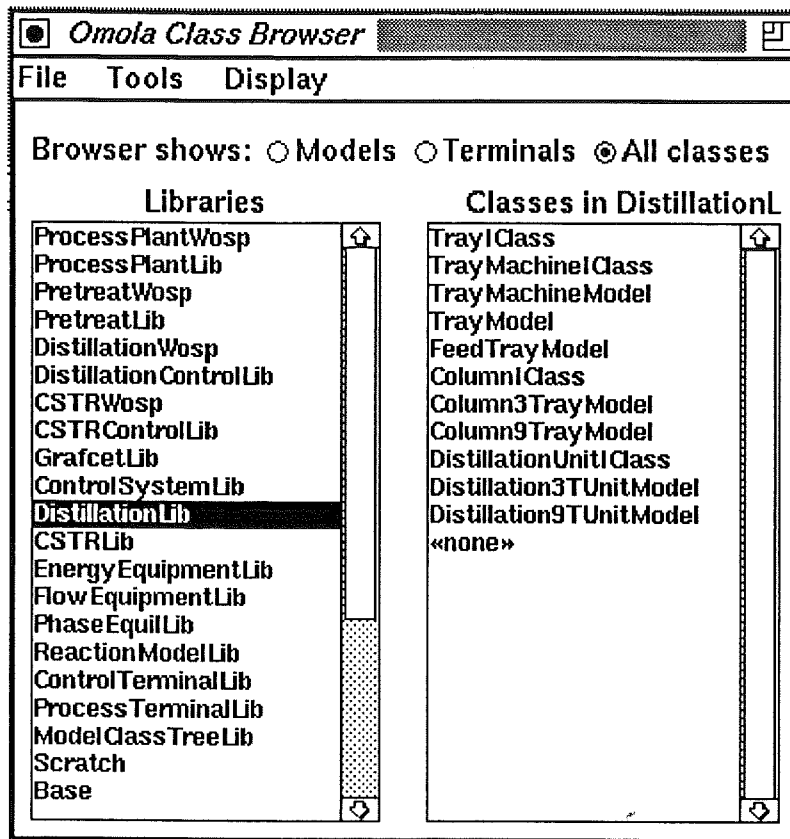 Omola Class Browser
File Tools Display
Browser shows: Models Terminals All classes
Libraries
ProcessPlantWosp
ProcessPlantLib
PretreatWosp
PretreatLib
DistillationWosp
DistillationControlLib
CSTRWosp
CSTRControlLib
GrafcetLib
ControlSystemLib
DistillationLib
CSTRLib
EnergyEquipmentLib
FlowEquipmentLib
PhaseEquilLib
ReactionModelLib
ControlTerminalLib
ProcessTerminalLib
ModelClassTreeLib
Scratch
Base
Classes in DistillationL
TrayIClass
TrayMachineIClass
TrayMachineModel
TrayModel
FeedTrayModel
ColumnIClass
Column3TrayModel
Column9TrayModel
DistillationUnitIClass
Distillation3TUnitModel
Distillation9TUnitModel
«none»